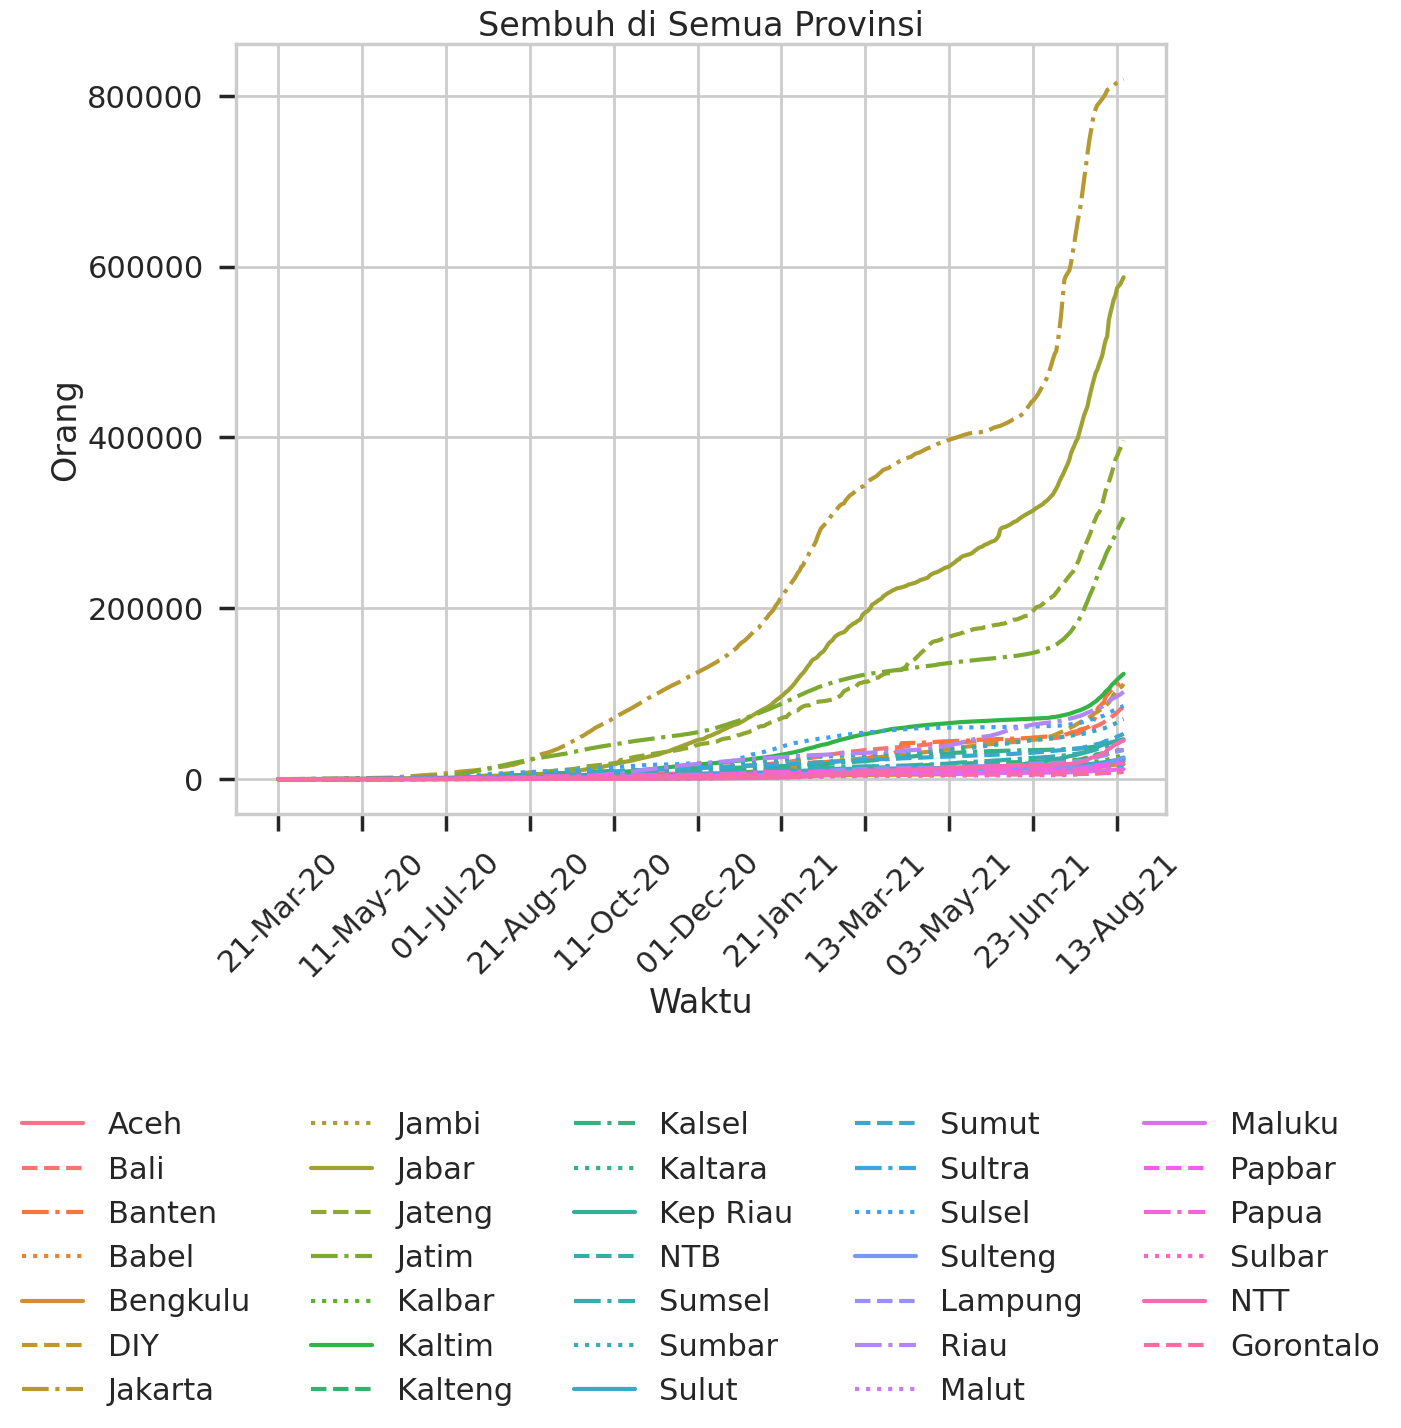 Sembuh di Semua Provinsi
800000
600000
400000
200000
0
Orang
21-Mar-20
11-May-20
01-Jul-20
21-Aug-20
11-Oct-20
01-Dec-20
21-Jan-21
13-Mar-21
03-May-21
23-Jun-21
13-Aug-21
Waktu
Aceh
Bali
Banten
Babel
Bengkulu
DIY
Jakarta
Jambi
Jabar
Jateng
Jatim
Kalbar
Kaltim
Kalteng
Kalsel
Kaltara
Kep Riau
NTB
Sumsel
Sumbar
Sulut
Sumut
Sultra
Sulsel
Sulteng
Lampung
Riau
Malut
Maluku
Papbar
Papua
Sulbar
NTT
Gorontalo